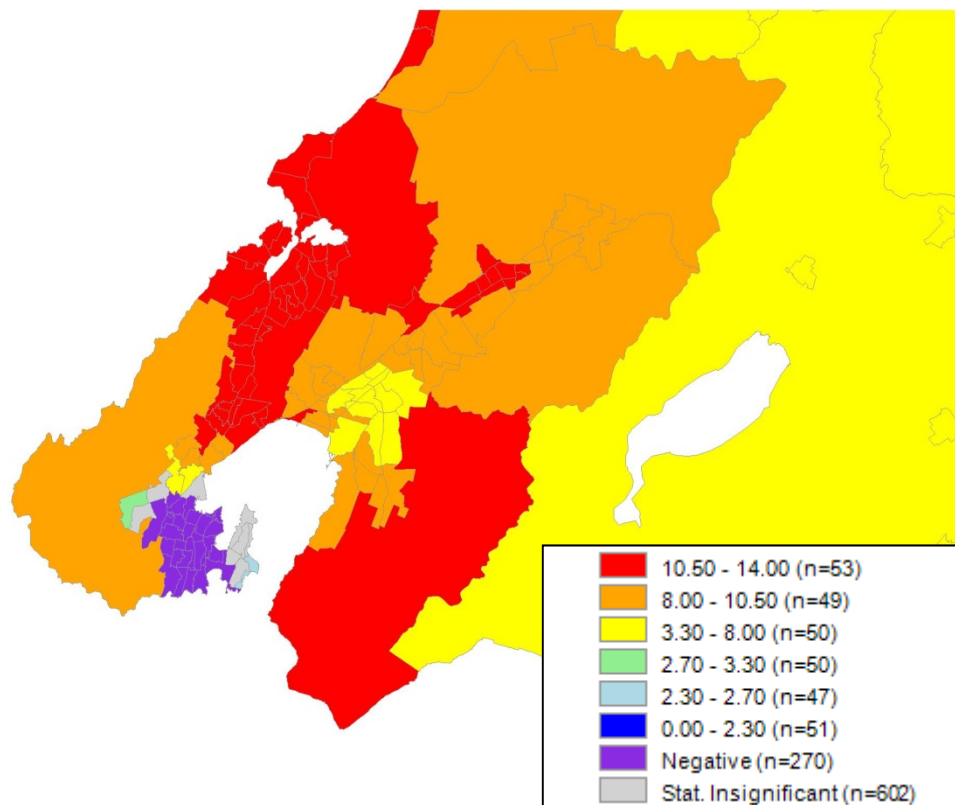 10.50 - 14.00 (n=53)
8.00 - 10.50 (n=49)
3.30 - 8.00 (n=50)
2.70 - 3.30 (n=50)
2.30 - 2.70 (n=47)
0.00 - 2.30 (n=51)
Negative (n=270)
Stat. Insignificant (n=602)